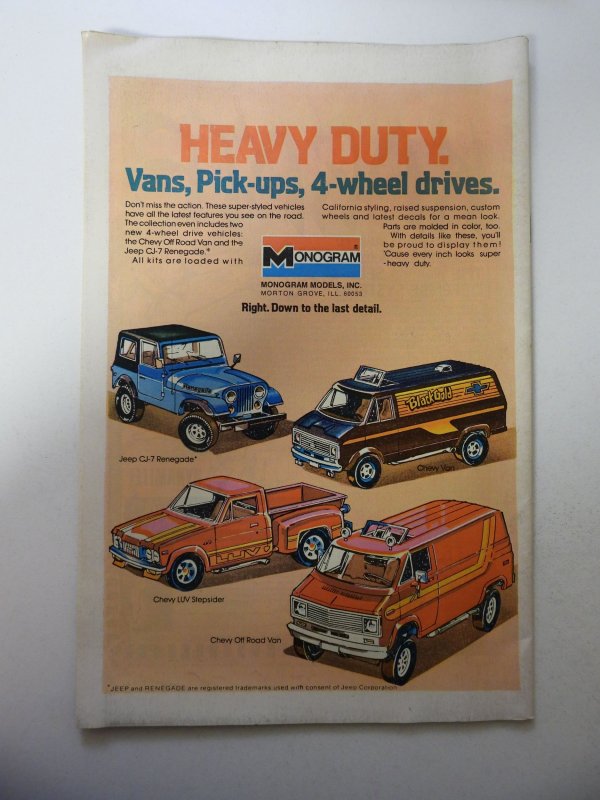 HEAVY DUTY.
Vans, Pick-ups, 4-wheel drives.
Don't miss the action. These super-styled vehicles
have all the latest features you see on the road.
The collection even includes two
new 4-wheel drive vehicles:
the Chevy Off Road Van and the
Jeep CJ-7 Renegade.*
All kits are loaded with
California styling, raised suspension, custom
wheels and latest decals for a mean look.
Parts are molded in color, too.
With details like these, you'll
be proud to display them!
'Cause every inch looks super
-heavy duty.
MONOGRAM
MONOGRAM MODELS, INC.
MORTON GROVE, ILL. 60053
Right. Down to the last detail.
Renegade
Jeep CJ-7 Renegade*
Black Gold
Chevy Van
LUV
Chevy LUV Stepsider
Chevy Off Road Van
*JEEP and RENEGADE are registered trademarks used with consent of Jeep Corporation